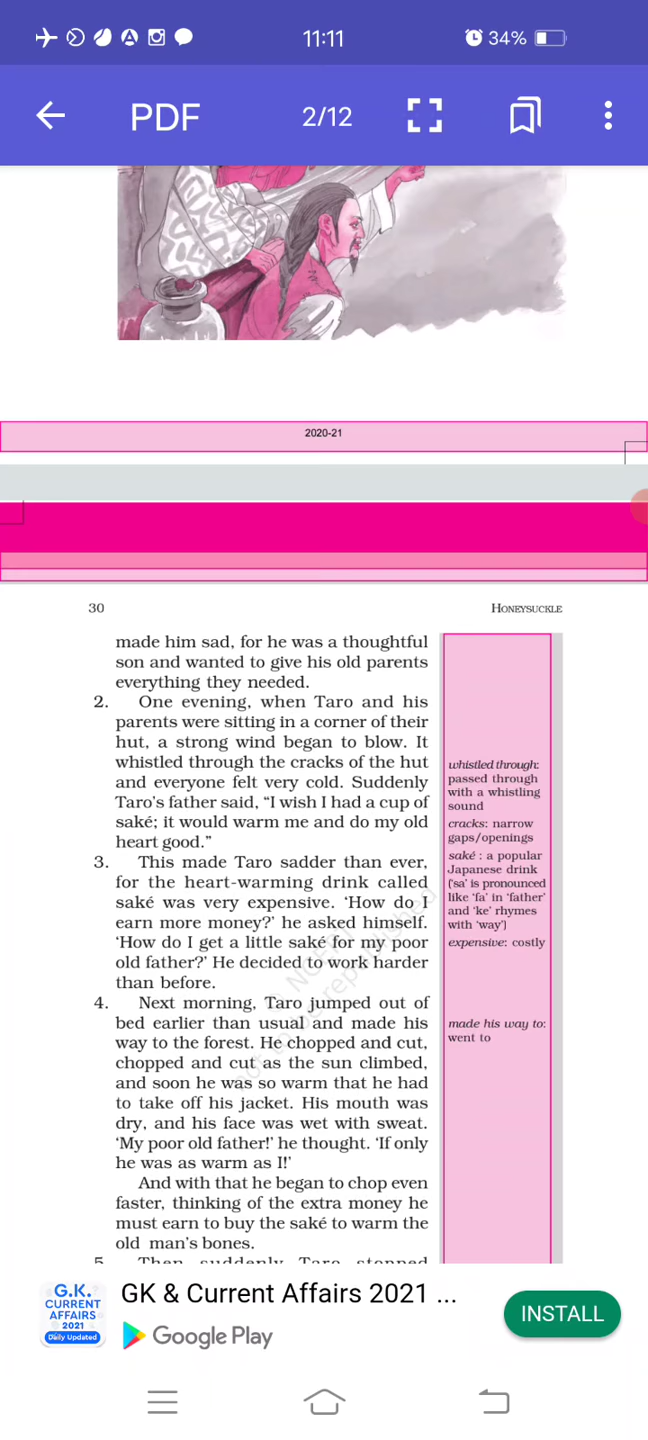 11:11
34%
PDF
2/12
2020-21
30
HONEYSUCKLE
made him sad, for he was a thoughtful
son and wanted to give his old parents
everything they needed.
2. One evening, when Taro and his
parents were sitting in a corner of their
hut, a strong wind began to blow. It
whistled through the cracks of the hut
and everyone felt very cold. Suddenly
Taro's father said, “I wish I had a cup of
saké; it would warm me and do my old
heart good.”
3. This made Taro sadder than ever,
for the heart-warming drink called
saké was very expensive. ‘How do I
earn more money?’ he asked himself.
‘How do I get a little saké for my poor
old father?’ He decided to work harder
than before.
4. Next morning, Taro jumped out of
bed earlier than usual and made his
way to the forest. He chopped and cut,
chopped and cut as the sun climbed,
and soon he was so warm that he had
to take off his jacket. His mouth was
dry, and his face was wet with sweat.
‘My poor old father!’ he thought. ‘If only
he was as warm as I!’
And with that he began to chop even
faster, thinking of the extra money he
must earn to buy the saké to warm the
old man's bones.
5. Then suddenly Taro stopped
whistled through:
passed through
with a whistling
sound
cracks: narrow
gaps/openings
saké : a popular
Japanese drink
(‘sa’ is pronounced
like ‘fa’ in ‘father’
and ‘ke’ rhymes
with ‘way’)
expensive: costly
made his way to:
went to
© NCERT
not to be republished
G.K.
CURRENT
AFFAIRS
2021
Daily Updated
GK & Current Affairs 2021 ...
Google Play
INSTALL